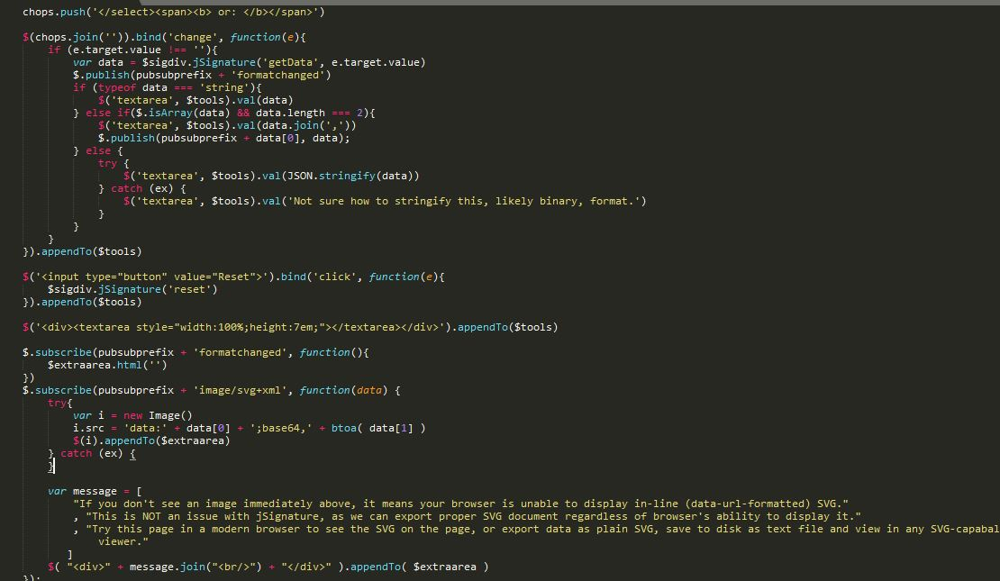 chops.push('</select><span><b> or: </b></span>')
$(chops.join('')).bind('change', function(e){
if (e.target.value !== ''){
var data = $sigdiv.jSignature('getData', e.target.value)
$.publish(pubsubprefix + 'formatchanged')
if (typeof data === 'string'){
$('textarea', $tools).val(data)
} else if($.isArray(data) && data.length === 2){
$('textarea', $tools).val(data.join(','))
$.publish(pubsubprefix + data[0], data);
} else {
try {
$('textarea', $tools).val(JSON.stringify(data))
} catch (ex) {
$('textarea', $tools).val('Not sure how to stringify this, likely binary, format.')
}
}
}
}).appendTo($tools)
$('<input type="button" value="Reset">').bind('click', function(e){
$sigdiv.jSignature('reset')
}).appendTo($tools)
$('<div><textarea style="width:100%;height:7em;"></textarea></div>').appendTo($tools)
$.subscribe(pubsubprefix + 'formatchanged', function(){
$extraarea.html('')
})
$.subscribe(pubsubprefix + 'image/svg+xml', function(data) {
try{
var i = new Image()
i.src = 'data:' + data[0] + ';base64,' + btoa( data[1] )
$(i).appendTo($extraarea)
} catch (ex) {
}
var message = [
"If you don't see an image immediately above, it means your browser is unable to display in-line (data-url-formatted) SVG."
, "This is NOT an issue with jSignature, as we can export proper SVG document regardless of browser's ability to display it."
, "Try this page in a modern browser to see the SVG on the page, or export data as plain SVG, save to disk as text file and view in any SVG-capabal
viewer."
]
$( "<div>" + message.join("<br/>") + "</div>" ).appendTo( $extraarea )
});